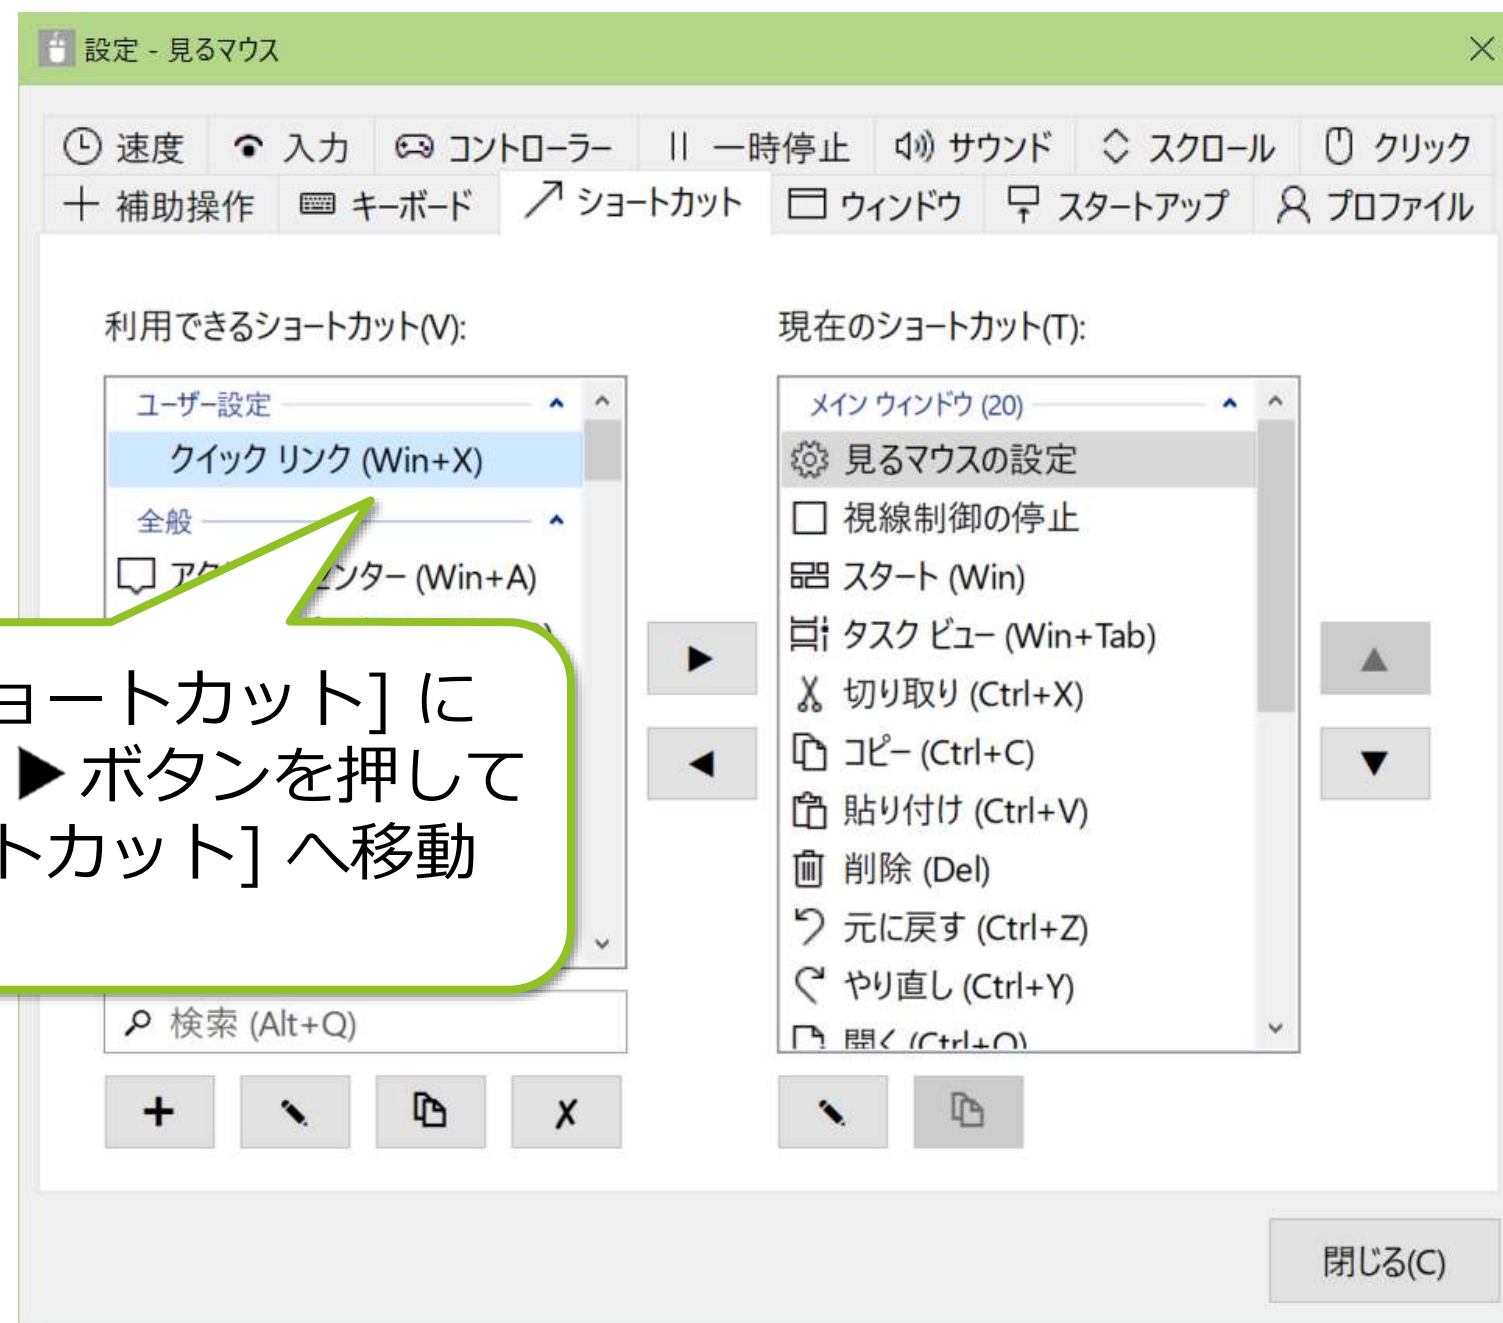 設定 - 見るマウス
速度 入力 コントローラー 一時停止 サウンド スクロール クリック
補助操作 キーボード ショートカット ウィンドウ スタートアップ プロファイル
利用できるショートカット(V):
ユーザー設定
クイック リンク (Win+X)
全般
ンター (Win+A)
ョートカット] に
▶ボタンを押して
トカット] へ移動
検索 (Alt+Q)
現在のショートカット(T):
メイン ウィンドウ (20)
見るマウスの設定
視線制御の停止
スタート (Win)
タスク ビュー (Win+Tab)
切り取り (Ctrl+X)
コピー (Ctrl+C)
貼り付け (Ctrl+V)
削除 (Del)
元に戻す (Ctrl+Z)
やり直し (Ctrl+Y)
開く (Ctrl+O)
閉じる(C)